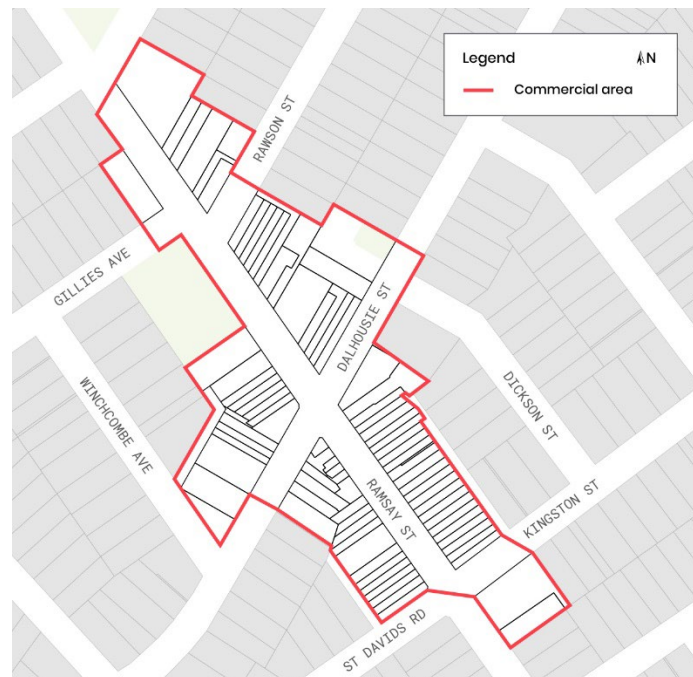 Legend
N
Commercial area
RAWSON ST
GILLIES AVE
DALHOUSIE ST
WINCHCOMBE AVE
DICKSON ST
RAMSAY ST
KINGSTON ST
ST DAVIDS RD